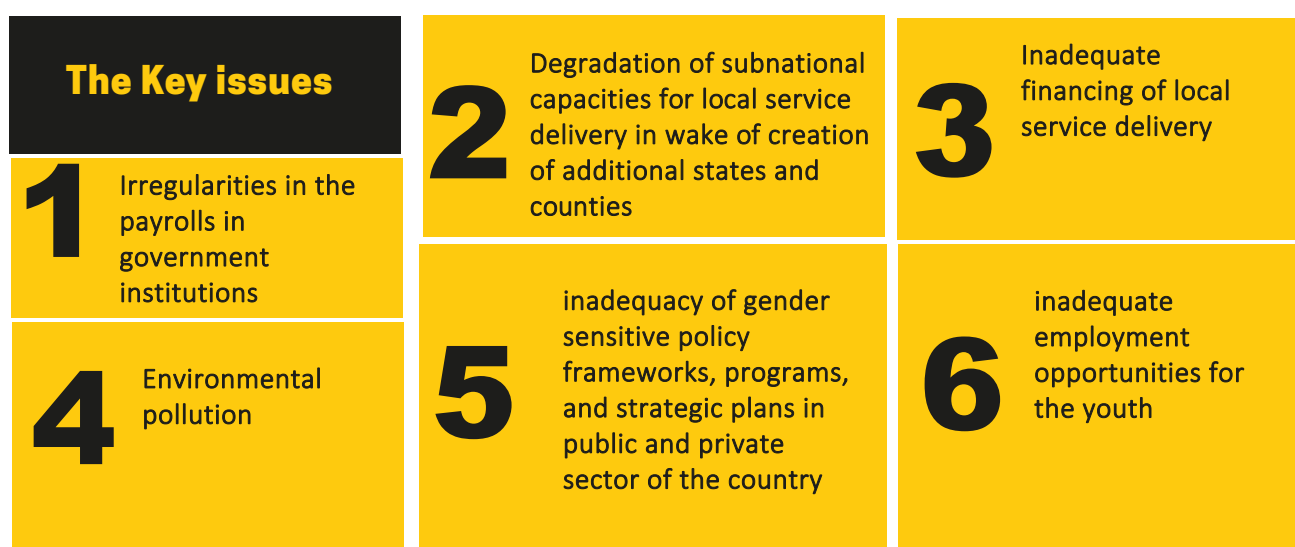 The Key issues
1
Irregularities in the
payrolls in
government
institutions
2
Degradation of subnational
capacities for local service
delivery in wake of creation
of additional states and
counties
3
Inadequate
financing of local
service delivery
4
Environmental
pollution
5
inadequacy of gender
sensitive policy
frameworks, programs,
and strategic plans in
public and private
sector of the country
6
inadequate
employment
opportunities for
the youth